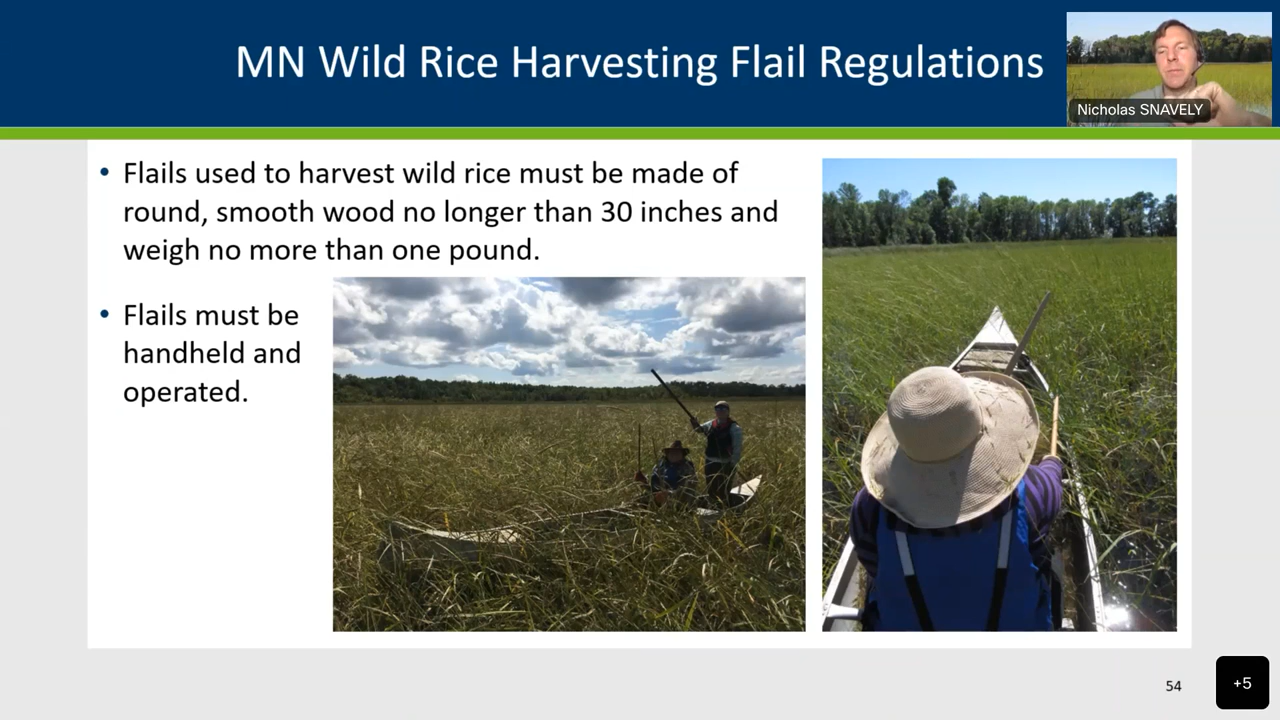 MN Wild Rice Harvesting Flail Regulations
Nicholas SNAVELY
• Flails used to harvest wild rice must be made of
round, smooth wood no longer than 30 inches and
weigh no more than one pound.
• Flails must be
handheld and
operated.
54
+5